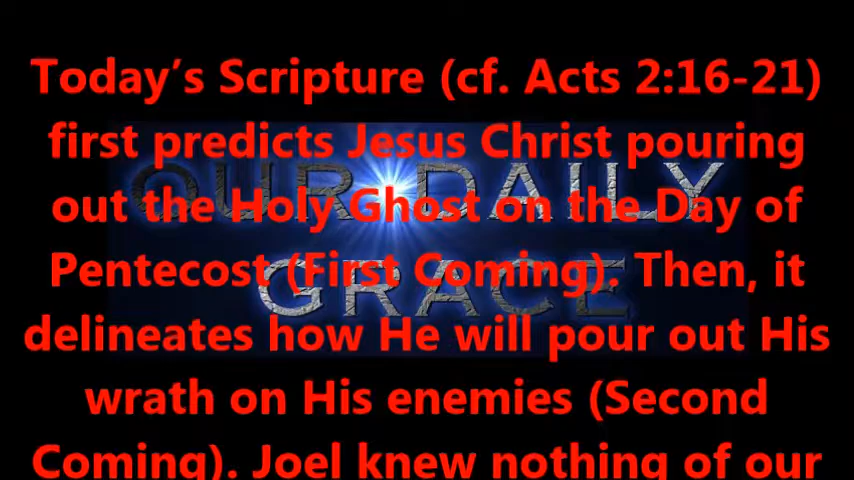 Today’s Scripture (cf. Acts 2:16-21)
first predicts Jesus Christ pouring
OUR DAILY
out the Holy Ghost on the Day of
Pentecost (First Coming). Then, it
GRACE
delineates how He will pour out His
wrath on His enemies (Second
Coming). Joel knew nothing of our